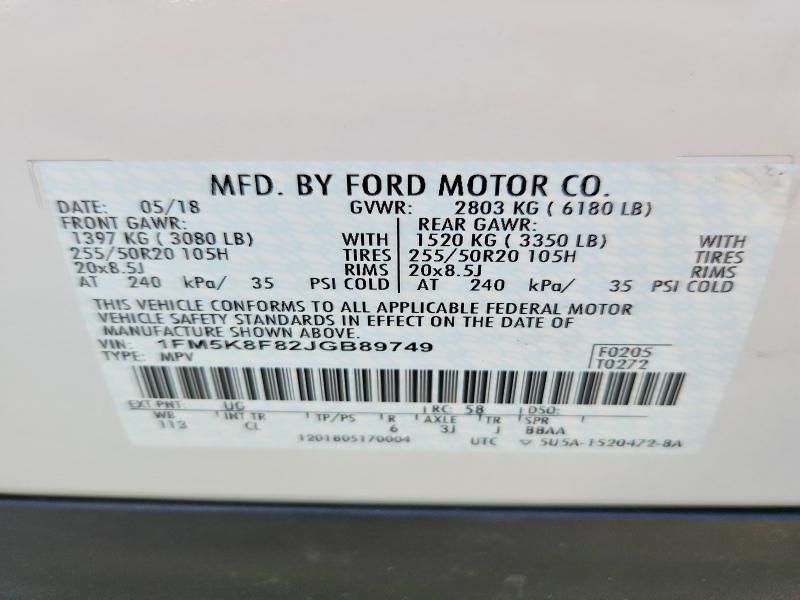 MFD. BY FORD MOTOR CO.
DATE: 05/18 GVWR: 2803 KG ( 6180 LB)
FRONT GAWR: REAR GAWR:
1397 KG ( 3080 LB) WITH 1520 KG ( 3350 LB) WITH
255/50R20 105H TIRES 255/50R20 105H TIRES
20x8.5J RIMS 20x8.5J RIMS
AT 240 kPa/ 35 PSI COLD AT 240 kPa/ 35 PSI COLD
THIS VEHICLE CONFORMS TO ALL APPLICABLE FEDERAL MOTOR
VEHICLE SAFETY STANDARDS IN EFFECT ON THE DATE OF
MANUFACTURE SHOWN ABOVE.
VIN: 1FM5K8F82JGB89749
TYPE: MPV
F0205
T0272
EXT PNT: UG RC: 58 DSO:
WB INT TR TP/PS R AXLE TR SPR
113 CL 6 3J J BBAA
1201805170004 UTC ▽ 5U5A-1520472-BA